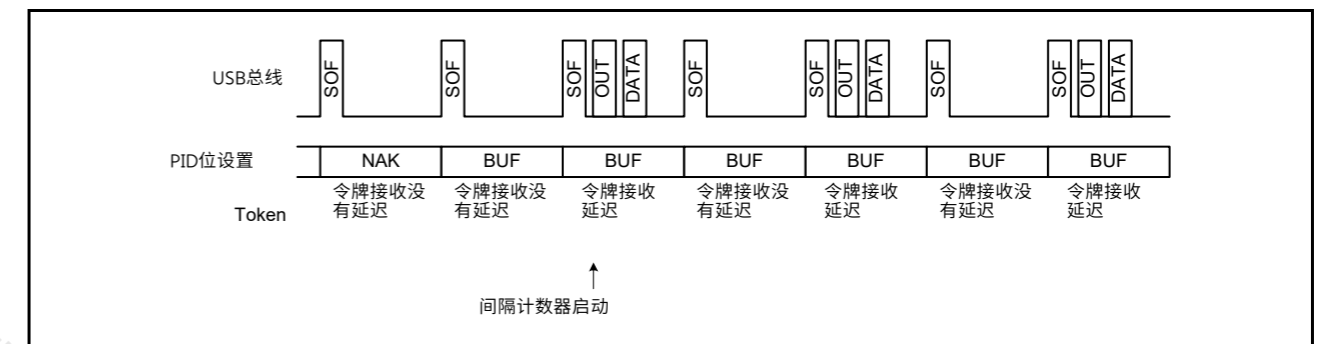 USB总线
SOF SOF SOF OUT DATA SOF SOF OUT DATA SOF SOF OUT DATA
PID位设置 NAK BUF BUF BUF BUF BUF BUF
Token
令牌接收没 令牌接收没 令牌接收 令牌接收没 令牌接收 令牌接收没 令牌接收
有延迟 有延迟 延迟 有延迟 延迟 有延迟 延迟
间隔计数器启动